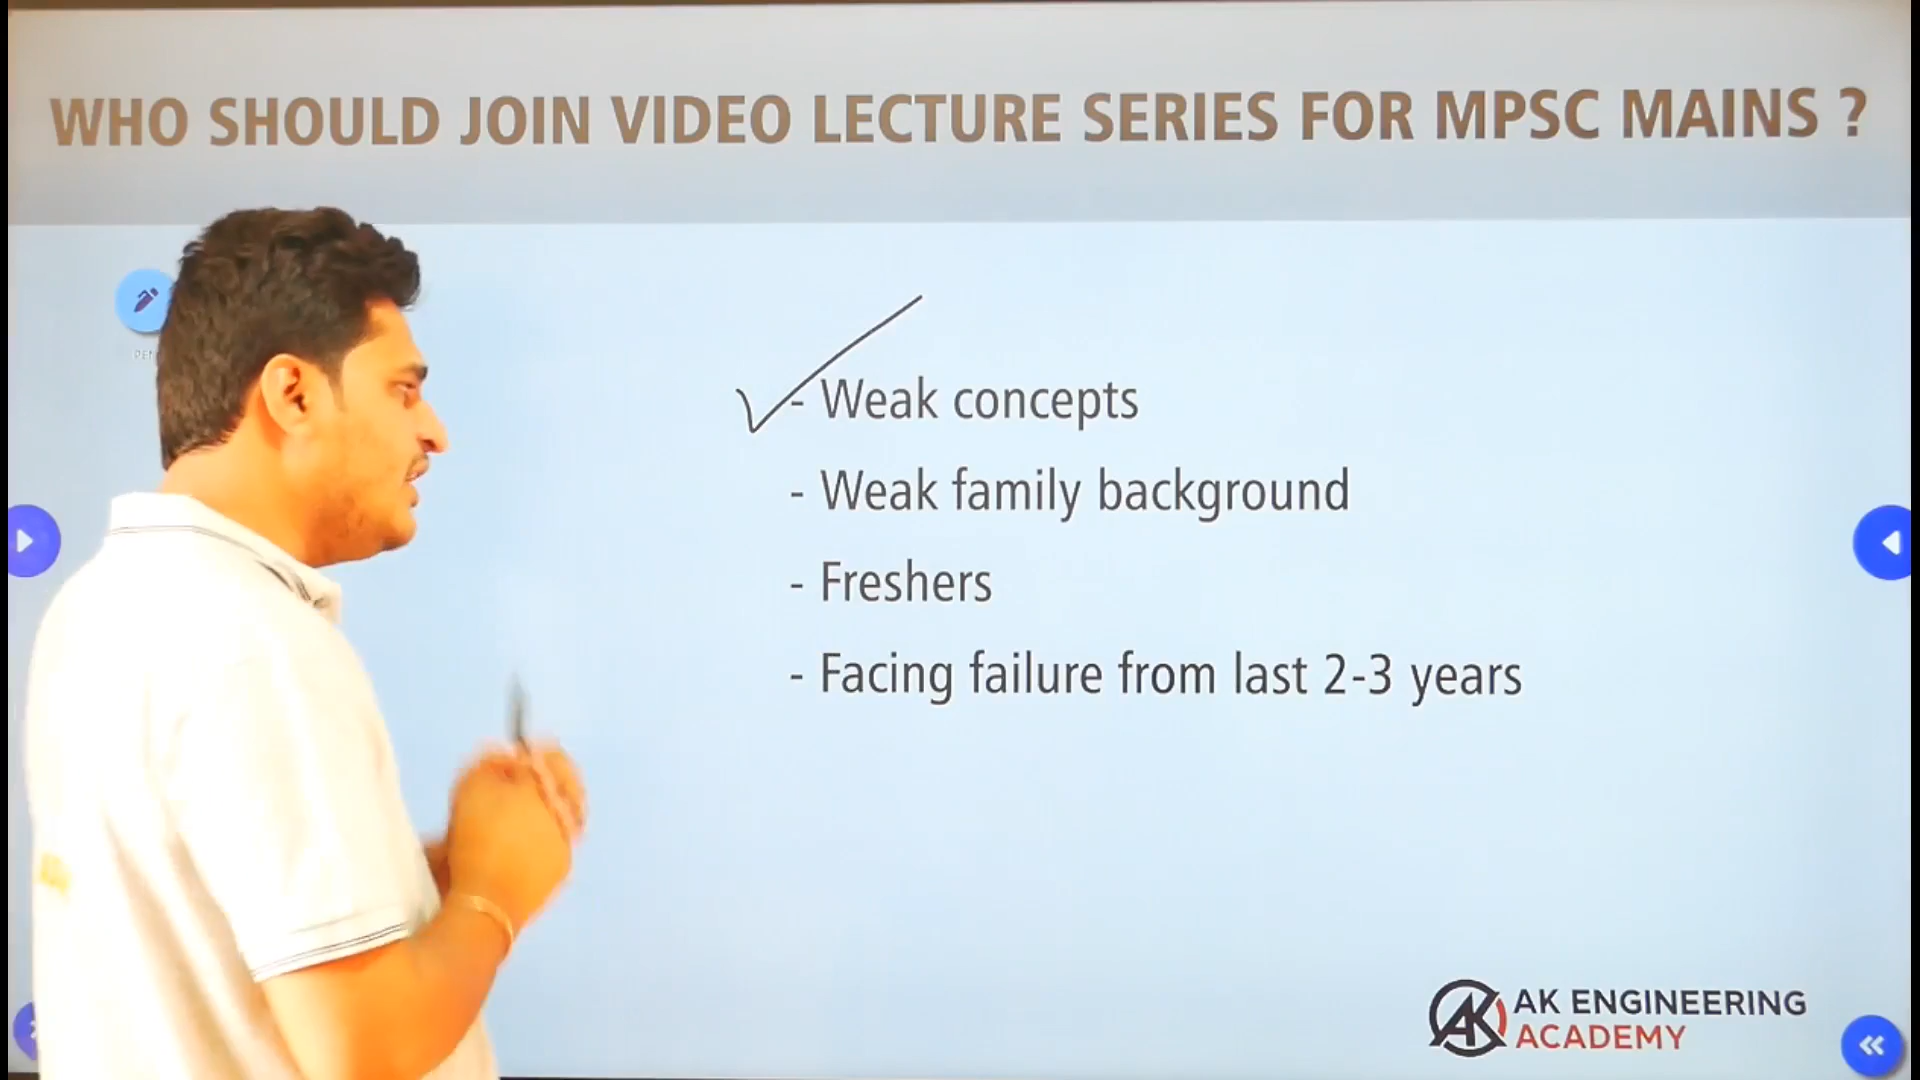 WHO SHOULD JOIN VIDEO LECTURE SERIES FOR MPSC MAINS ?
- Weak concepts
- Weak family background
- Freshers
- Facing failure from last 2-3 years
AK ENGINEERING
ACADEMY